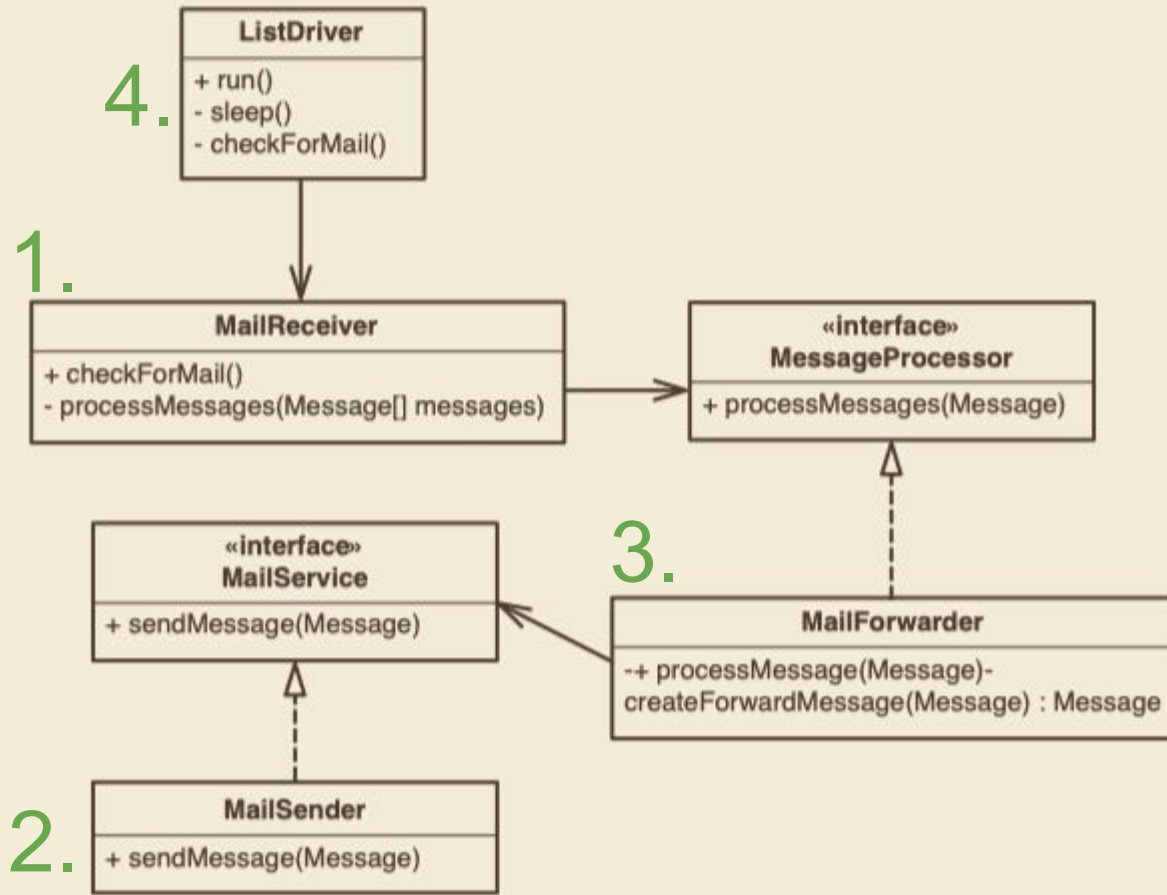 ListDriver
4.
+ run()
- sleep()
- checkForMail()
1.
MailReceiver
+ checkForMail()
- processMessages(Message[] messages)
«interface»
MessageProcessor
+ processMessages(Message)
«interface»
MailService
+ sendMessage(Message)
3.
MailForwarder
-+ processMessage(Message)-
createForwardMessage(Message) : Message
2.
MailSender
+ sendMessage(Message)